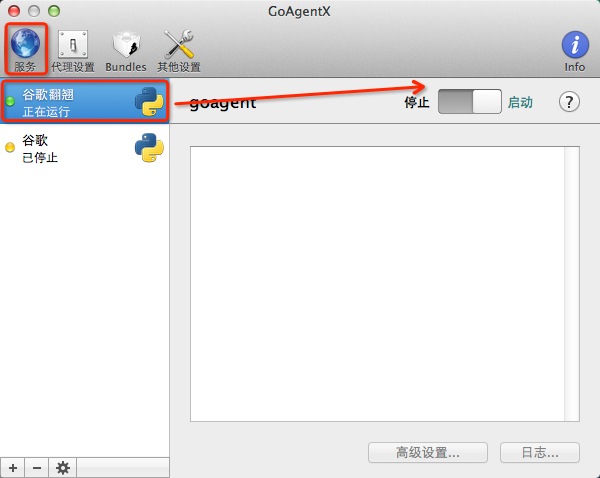 GoAgentX
服务
代理设置
Bundles
其他设置
Info
谷歌翻翘
正在运行
goagent
停止
启动
?
谷歌
已停止
高级设置...
日志...